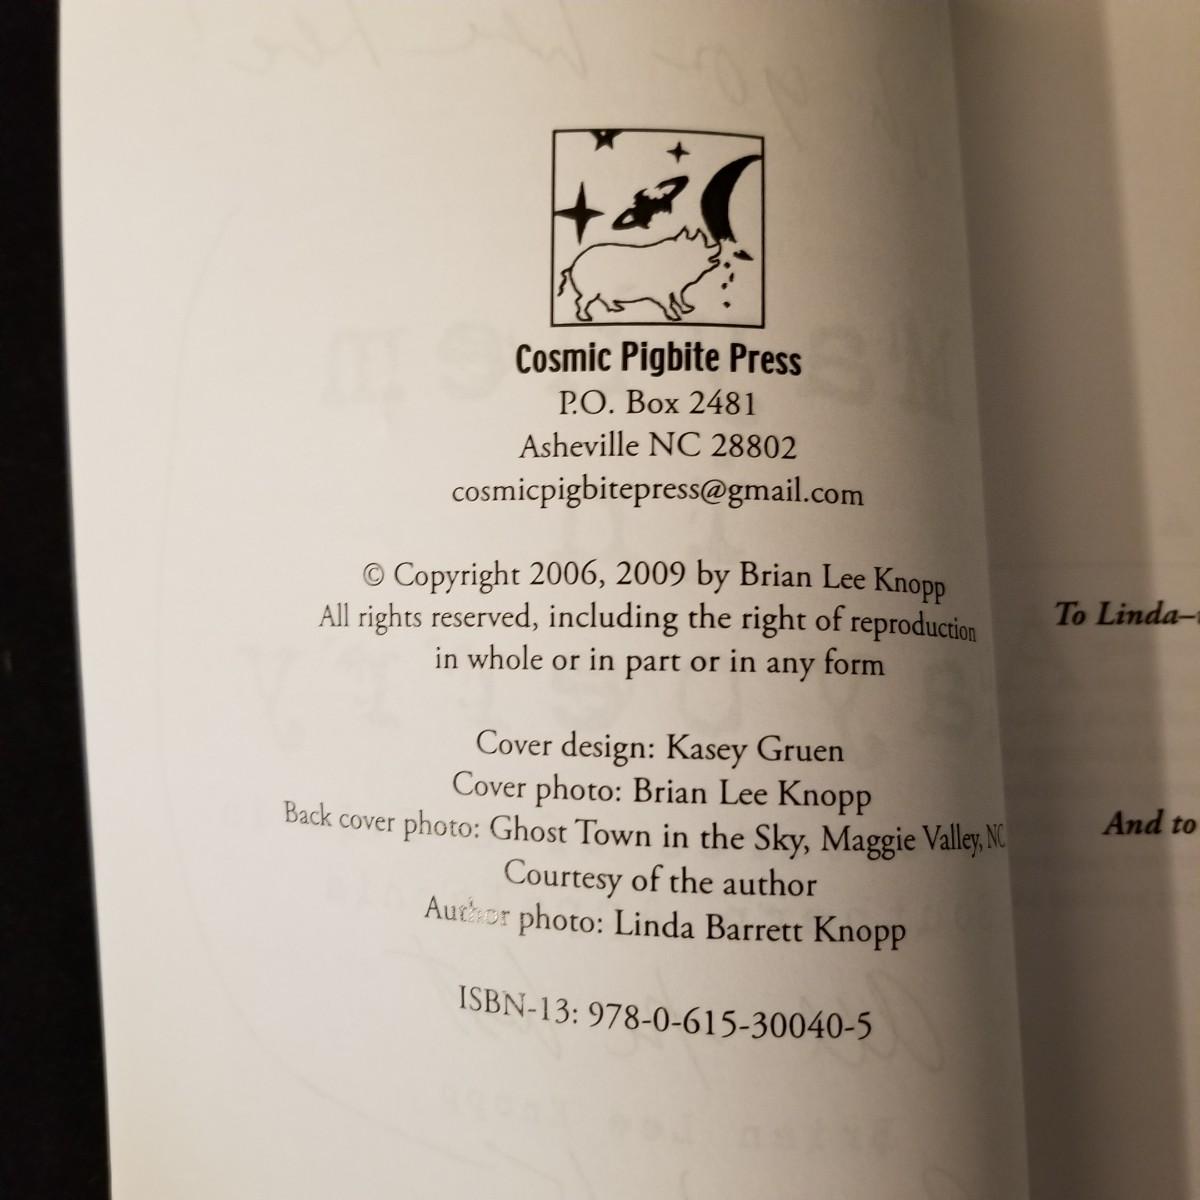 Cosmic Pigbite Press
P.O. Box 2481
Asheville NC 28802
cosmicpigbitepress@gmail.com
© Copyright 2006, 2009 by Brian Lee Knopp
All rights reserved, including the right of reproduction
in whole or in part or in any form
Cover design: Kasey Gruen
Cover photo: Brian Lee Knopp
Back cover photo: Ghost Town in the Sky, Maggie Valley, NC
Courtesy of the author
Author photo: Linda Barrett Knopp
ISBN-13: 978-0-615-30040-5
To Linda–
And to